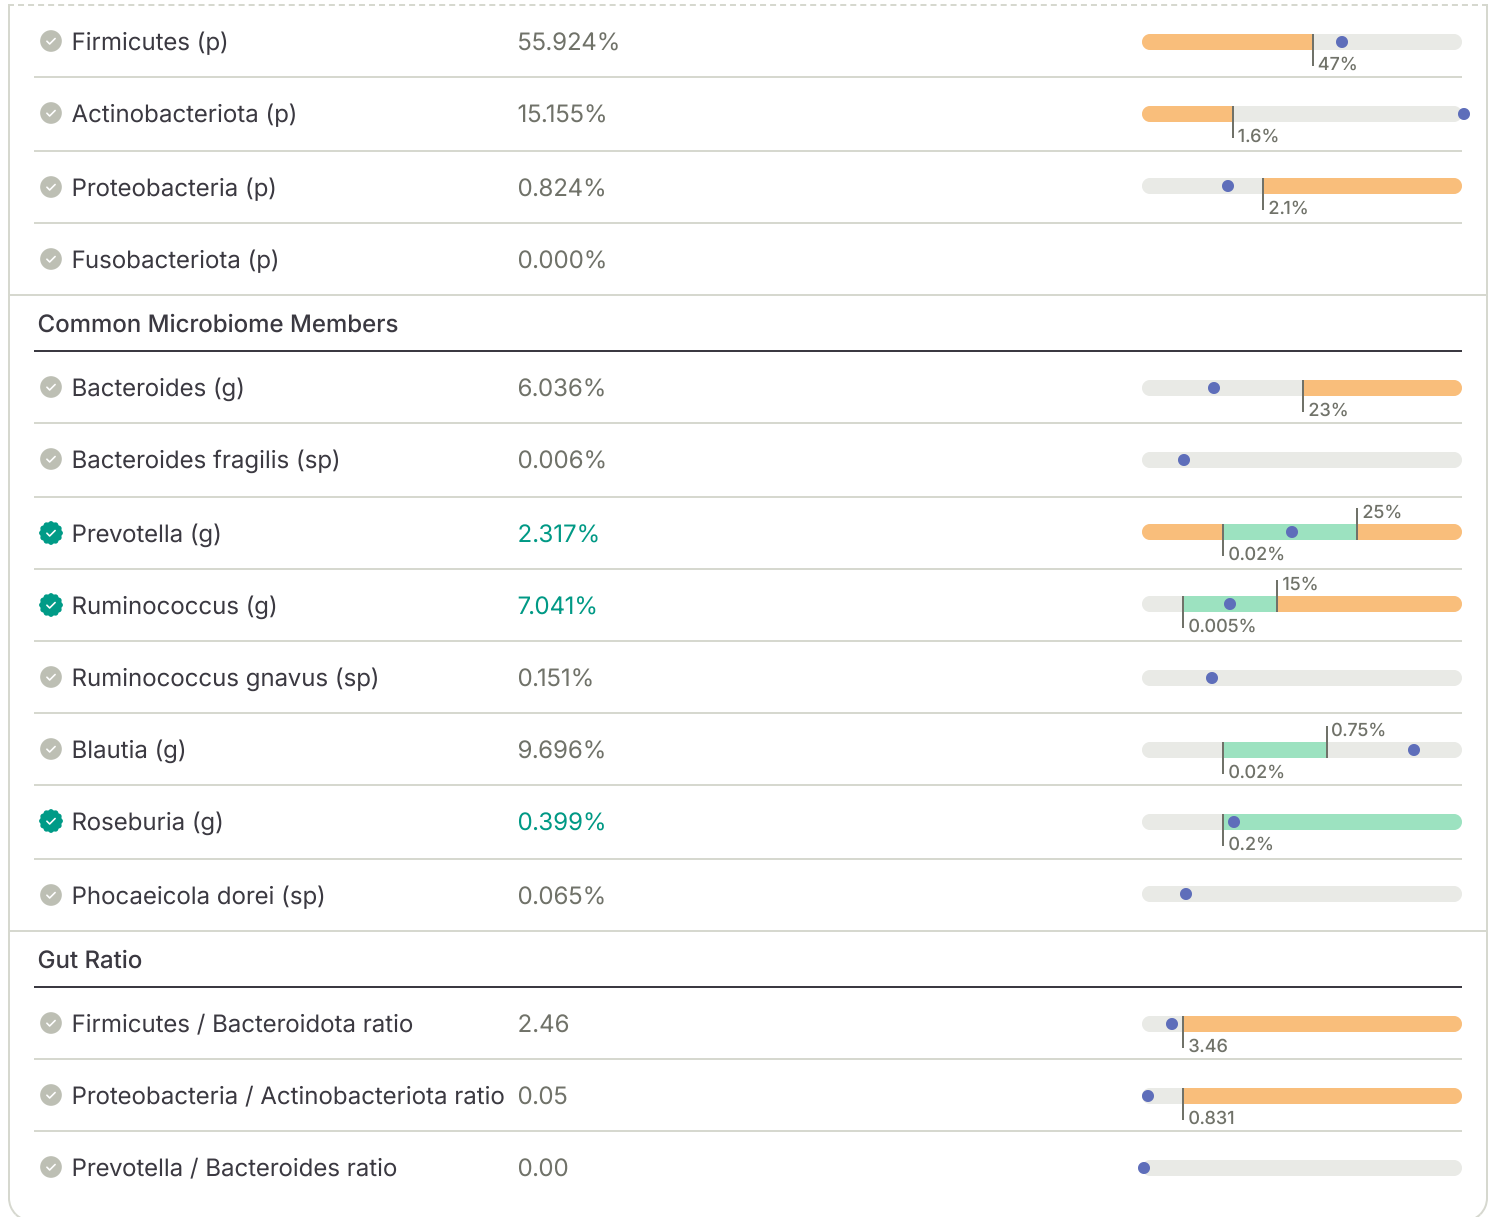 Firmicutes (p) 55.924% 47%
Actinobacteriota (p) 15.155% 1.6%
Proteobacteria (p) 0.824% 2.1%
Fusobacteriota (p) 0.000%
Common Microbiome Members
Bacteroides (g) 6.036% 23%
Bacteroides fragilis (sp) 0.006%
Prevotella (g) 2.317% 25% 0.02%
Ruminococcus (g) 7.041% 15% 0.005%
Ruminococcus gnavus (sp) 0.151%
Blautia (g) 9.696% 0.75% 0.02%
Roseburia (g) 0.399% 0.2%
Phocaeicola dorei (sp) 0.065%
Gut Ratio
Firmicutes / Bacteroidota ratio 2.46 3.46
Proteobacteria / Actinobacteriota ratio 0.05 0.831
Prevotella / Bacteroides ratio 0.00